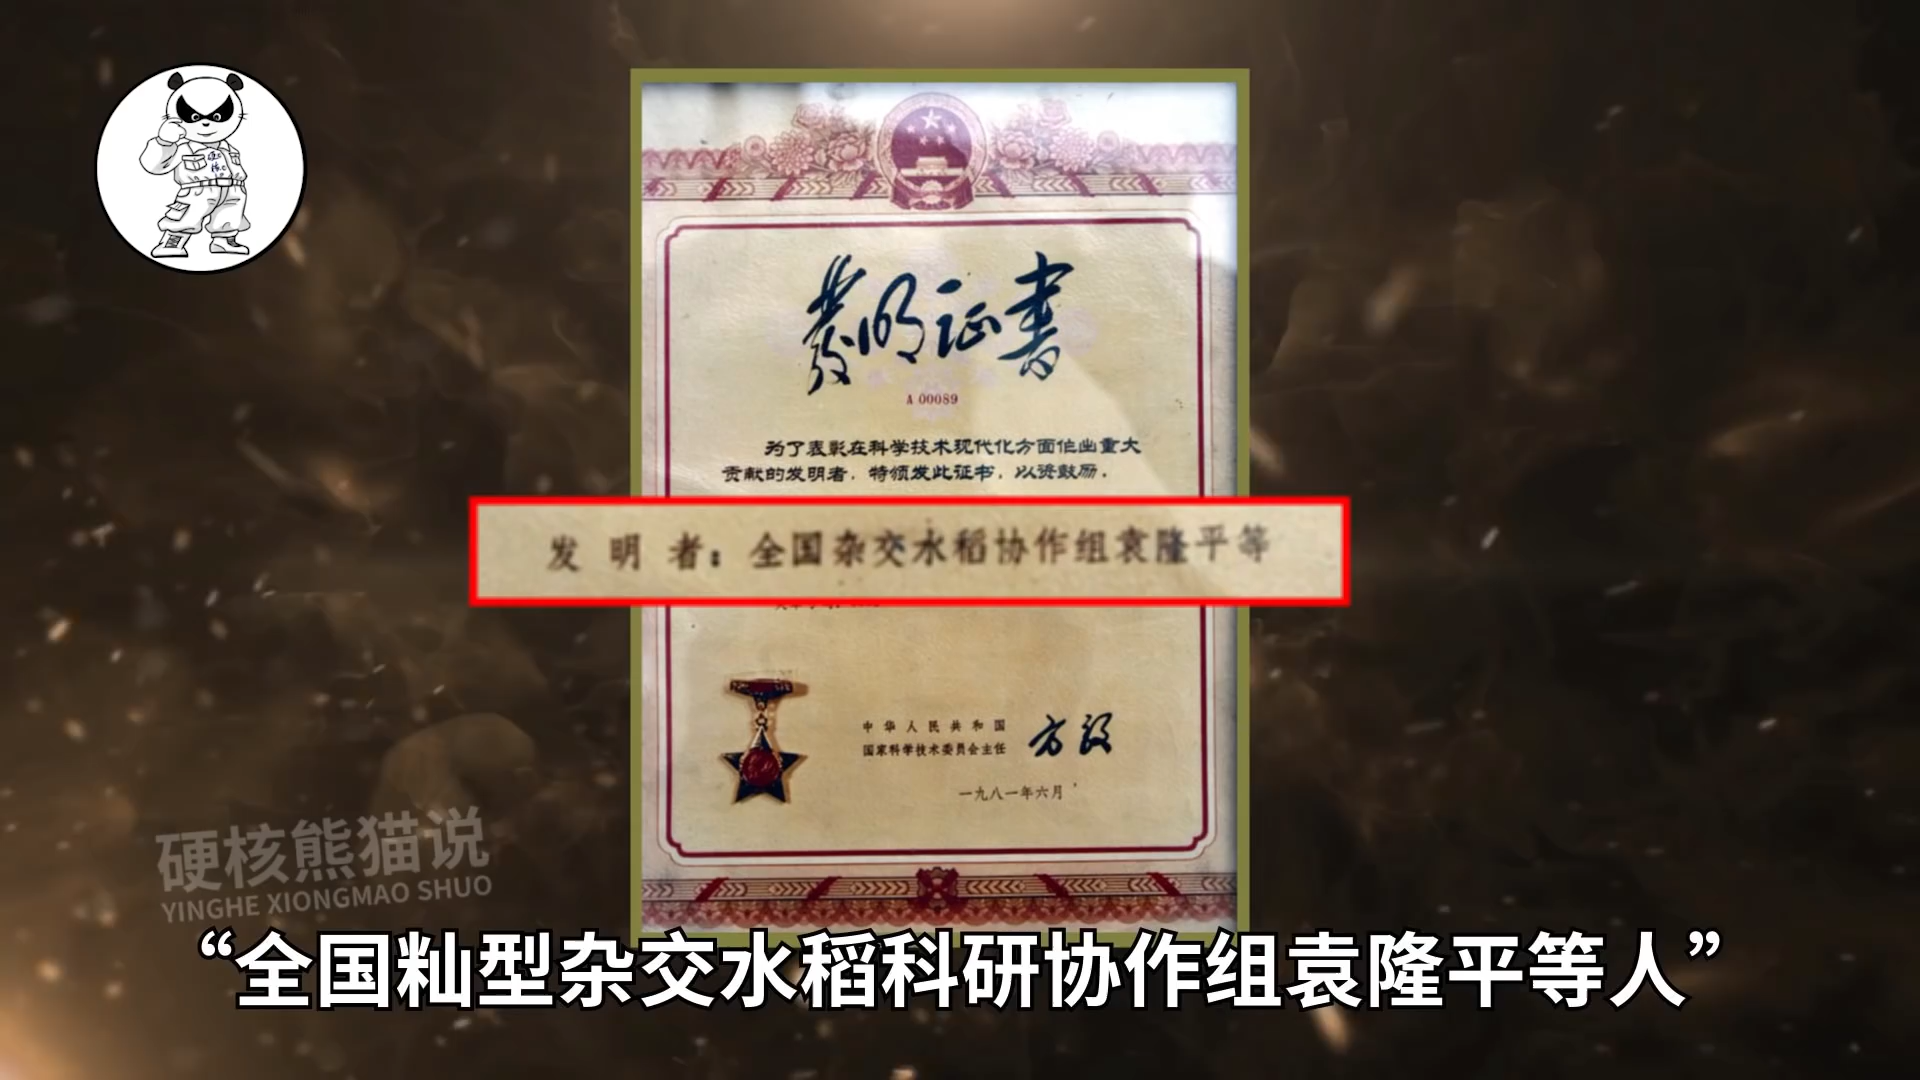 發明证书
A 00089
为了表彰在科学技术现代化方面作出重大
贡献的发明者，特颁发此证书，以资鼓励。
发 明 者：全国杂交水稻协作组袁隆平等
中华人民共和国
国家科学技术委员会主任 方毅
一九八一年六月
硬核熊猫说
YINGHE XIONGMAO SHUO
“全国籼型杂交水稻科研协作组袁隆平等人”